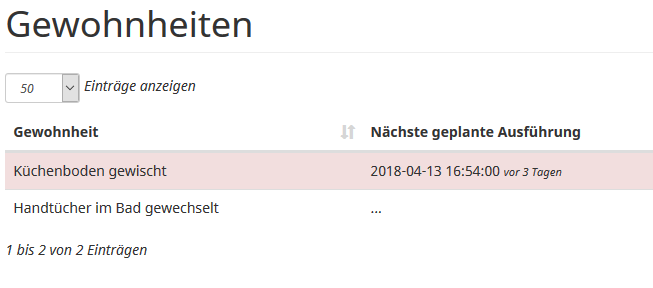 Gewohnheiten
50 Einträge anzeigen
Gewohnheit Nächste geplante Ausführung
Küchenboden gewischt 2018-04-13 16:54:00 vor 3 Tagen
Handtücher im Bad gewechselt ...
1 bis 2 von 2 Einträgen